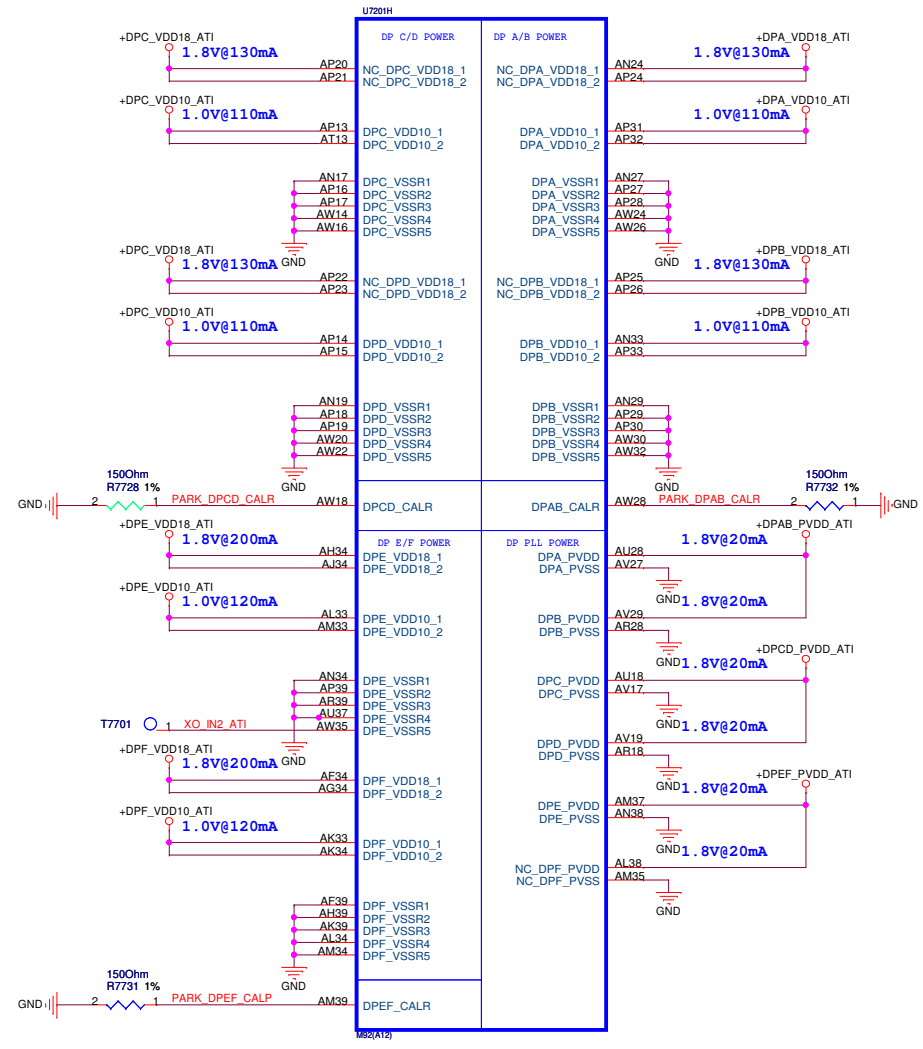 U7201H
DP C/D POWER
DP A/B POWER
+DPC_VDD18_ATI
1.8V@130mA
AP20 NC_DPC_VDD18_1
AP21 NC_DPC_VDD18_2
+DPC_VDD10_ATI
1.0V@110mA
AP13 DPC_VDD10_1
AT13 DPC_VDD10_2
AN17 DPC_VSSR1
AP16 DPC_VSSR2
AP17 DPC_VSSR3
AW14 DPC_VSSR4
AW16 DPC_VSSR5
GND
+DPC_VDD18_ATI
1.8V@130mA
AP22 NC_DPD_VDD18_1
AP23 NC_DPD_VDD18_2
+DPC_VDD10_ATI
1.0V@110mA
AP14 DPD_VDD10_1
AP15 DPD_VDD10_2
AN19 DPD_VSSR1
AP18 DPD_VSSR2
AP19 DPD_VSSR3
AW20 DPD_VSSR4
AW22 DPD_VSSR5
GND
150Ohm
R7728 1%
GND 2 1 PARK_DPCD_CALR AW18 DPCD_CALR
+DPA_VDD18_ATI
1.8V@130mA
NC_DPA_VDD18_1 AN24
NC_DPA_VDD18_2 AP24
+DPA_VDD10_ATI
1.0V@110mA
DPA_VDD10_1 AP31
DPA_VDD10_2 AP32
DPA_VSSR1 AN27
DPA_VSSR2 AP27
DPA_VSSR3 AP28
DPA_VSSR4 AW24
DPA_VSSR5 AW26
GND
+DPB_VDD18_ATI
1.8V@130mA
NC_DPB_VDD18_1 AP25
NC_DPB_VDD18_2 AP26
+DPB_VDD10_ATI
1.0V@110mA
DPB_VDD10_1 AN33
DPB_VDD10_2 AP33
DPB_VSSR1 AN29
DPB_VSSR2 AP29
DPB_VSSR3 AP30
DPB_VSSR4 AW30
DPB_VSSR5 AW32
GND
150Ohm
R7732 1%
DPAB_CALR AW28 PARK_DPAB_CALR 2 1 GND
DP E/F POWER
+DPE_VDD18_ATI
1.8V@200mA
AH34 DPE_VDD18_1
AJ34 DPE_VDD18_2
+DPE_VDD10_ATI
1.0V@120mA
AL33 DPE_VDD10_1
AM33 DPE_VDD10_2
AN34 DPE_VSSR1
AP39 DPE_VSSR2
AR39 DPE_VSSR3
AU37 DPE_VSSR4
T7701 1 XO_IN2_ATI AW35 DPE_VSSR5
GND
+DPF_VDD18_ATI
1.8V@200mA
AF34 DPF_VDD18_1
AG34 DPF_VDD18_2
+DPF_VDD10_ATI
1.0V@120mA
AK33 DPF_VDD10_1
AK34 DPF_VDD10_2
AF39 DPF_VSSR1
AH39 DPF_VSSR2
AK39 DPF_VSSR3
AL34 DPF_VSSR4
AM34 DPF_VSSR5
GND
150Ohm
R7731 1%
GND 2 1 PARK_DPEF_CALP AM39 DPEF_CALR
DP PLL POWER
+DPAB_PVDD_ATI
1.8V@20mA
DPA_PVDD AU28
DPA_PVSS AV27
GND 1.8V@20mA
DPB_PVDD AV29
DPB_PVSS AR28
GND 1.8V@20mA
+DPCD_PVDD_ATI
DPC_PVDD AU18
DPC_PVSS AV17
GND 1.8V@20mA
DPD_PVDD AV19
DPD_PVSS AR18
GND 1.8V@20mA
+DPEF_PVDD_ATI
DPE_PVDD AM37
DPE_PVSS AN38
GND 1.8V@20mA
NC_DPF_PVDD AL38
NC_DPF_PVSS AM35
GND
M92(A12)